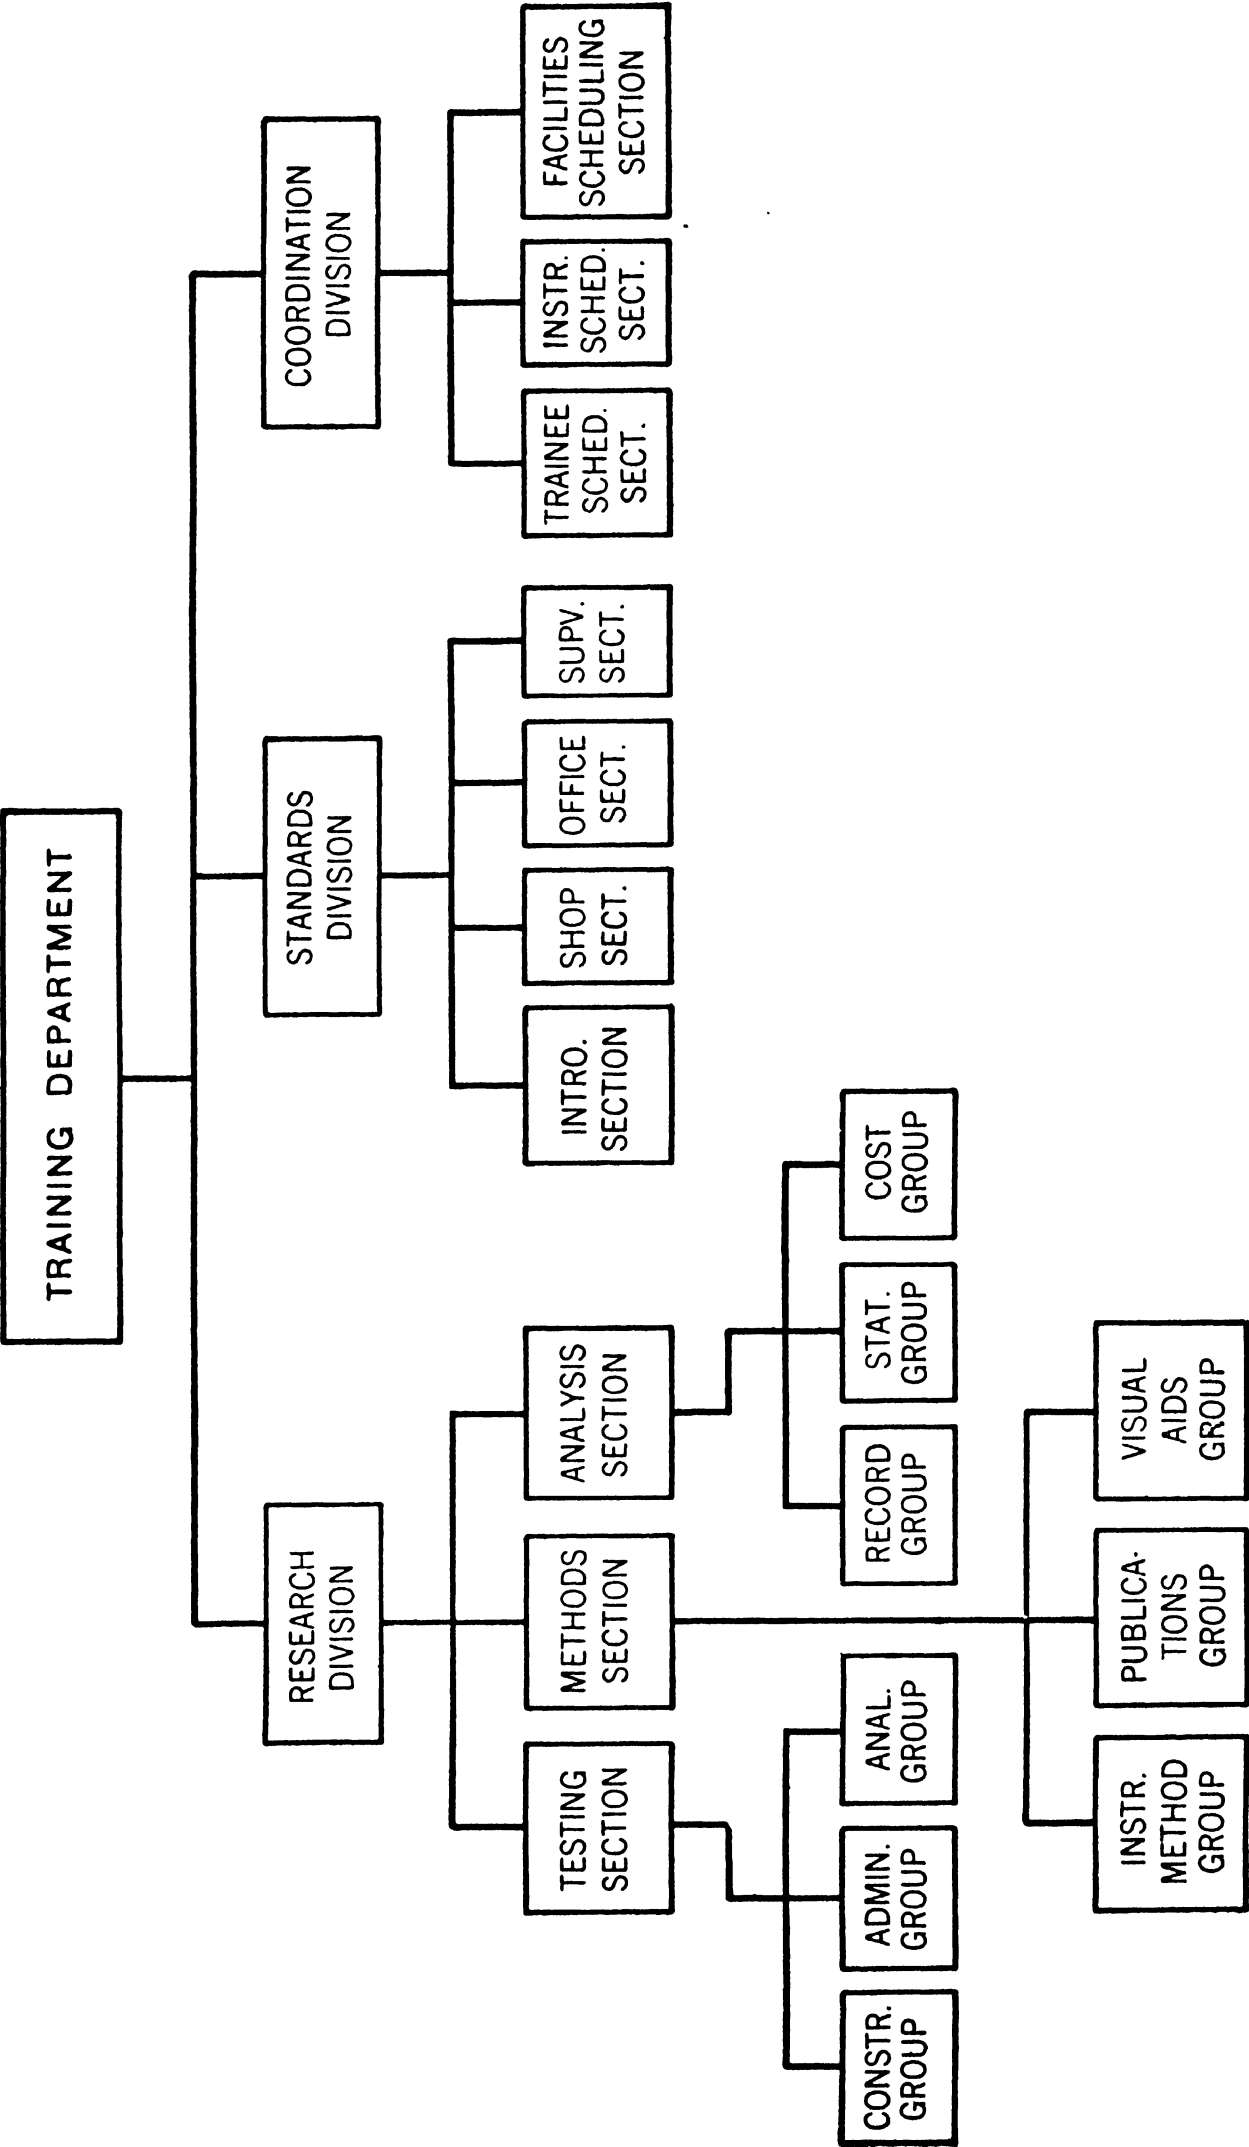 TRAINING DEPARTMENT
RESEARCH
DIVISION
STANDARDS
DIVISION
COORDINATION
DIVISION
TESTING
SECTION
METHODS
SECTION
ANALYSIS
SECTION
INTRO.
SECTION
SHOP
SECT.
OFFICE
SECT.
SUPV.
SECT.
TRAINEE
SCHED.
SECT.
INSTR.
SCHED.
SECT.
FACILITIES
SCHEDULING
SECTION
CONSTR.
GROUP
ADMIN.
GROUP
ANAL.
GROUP
RECORD
GROUP
STAT.
GROUP
COST
GROUP
INSTR.
METHOD
GROUP
PUBLICA-
TIONS
GROUP
VISUAL
AIDS
GROUP